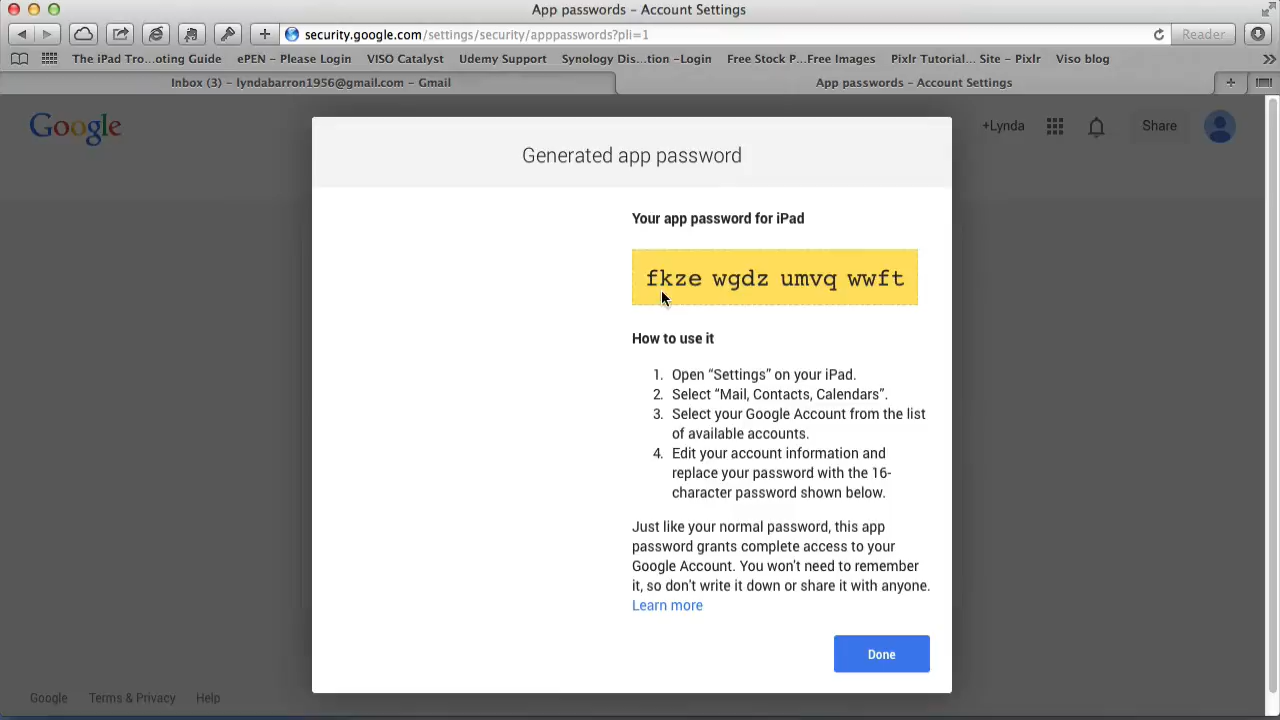 App passwords – Account Settings
security.google.com/settings/security/apppasswords?pli=1
Reader
The iPad Tro...oting Guide
ePEN – Please Login
VISO Catalyst
Udemy Support
Synology Dis...tion -Login
Free Stock P...Free Images
Pixlr Tutorial... Site – Pixlr
Viso blog
Inbox (3) – lyndabarron1956@gmail.com – Gmail
App passwords – Account Settings
Google
+Lynda
Share
Generated app password
Your app password for iPad
fkze wgdz umvq wwft
How to use it
1. Open “Settings” on your iPad.
2. Select “Mail, Contacts, Calendars”.
3. Select your Google Account from the list
of available accounts.
4. Edit your account information and
replace your password with the 16-
character password shown below.
Just like your normal password, this app
password grants complete access to your
Google Account. You won't need to remember
it, so don't write it down or share it with anyone.
Learn more
Done
Google
Terms & Privacy
Help